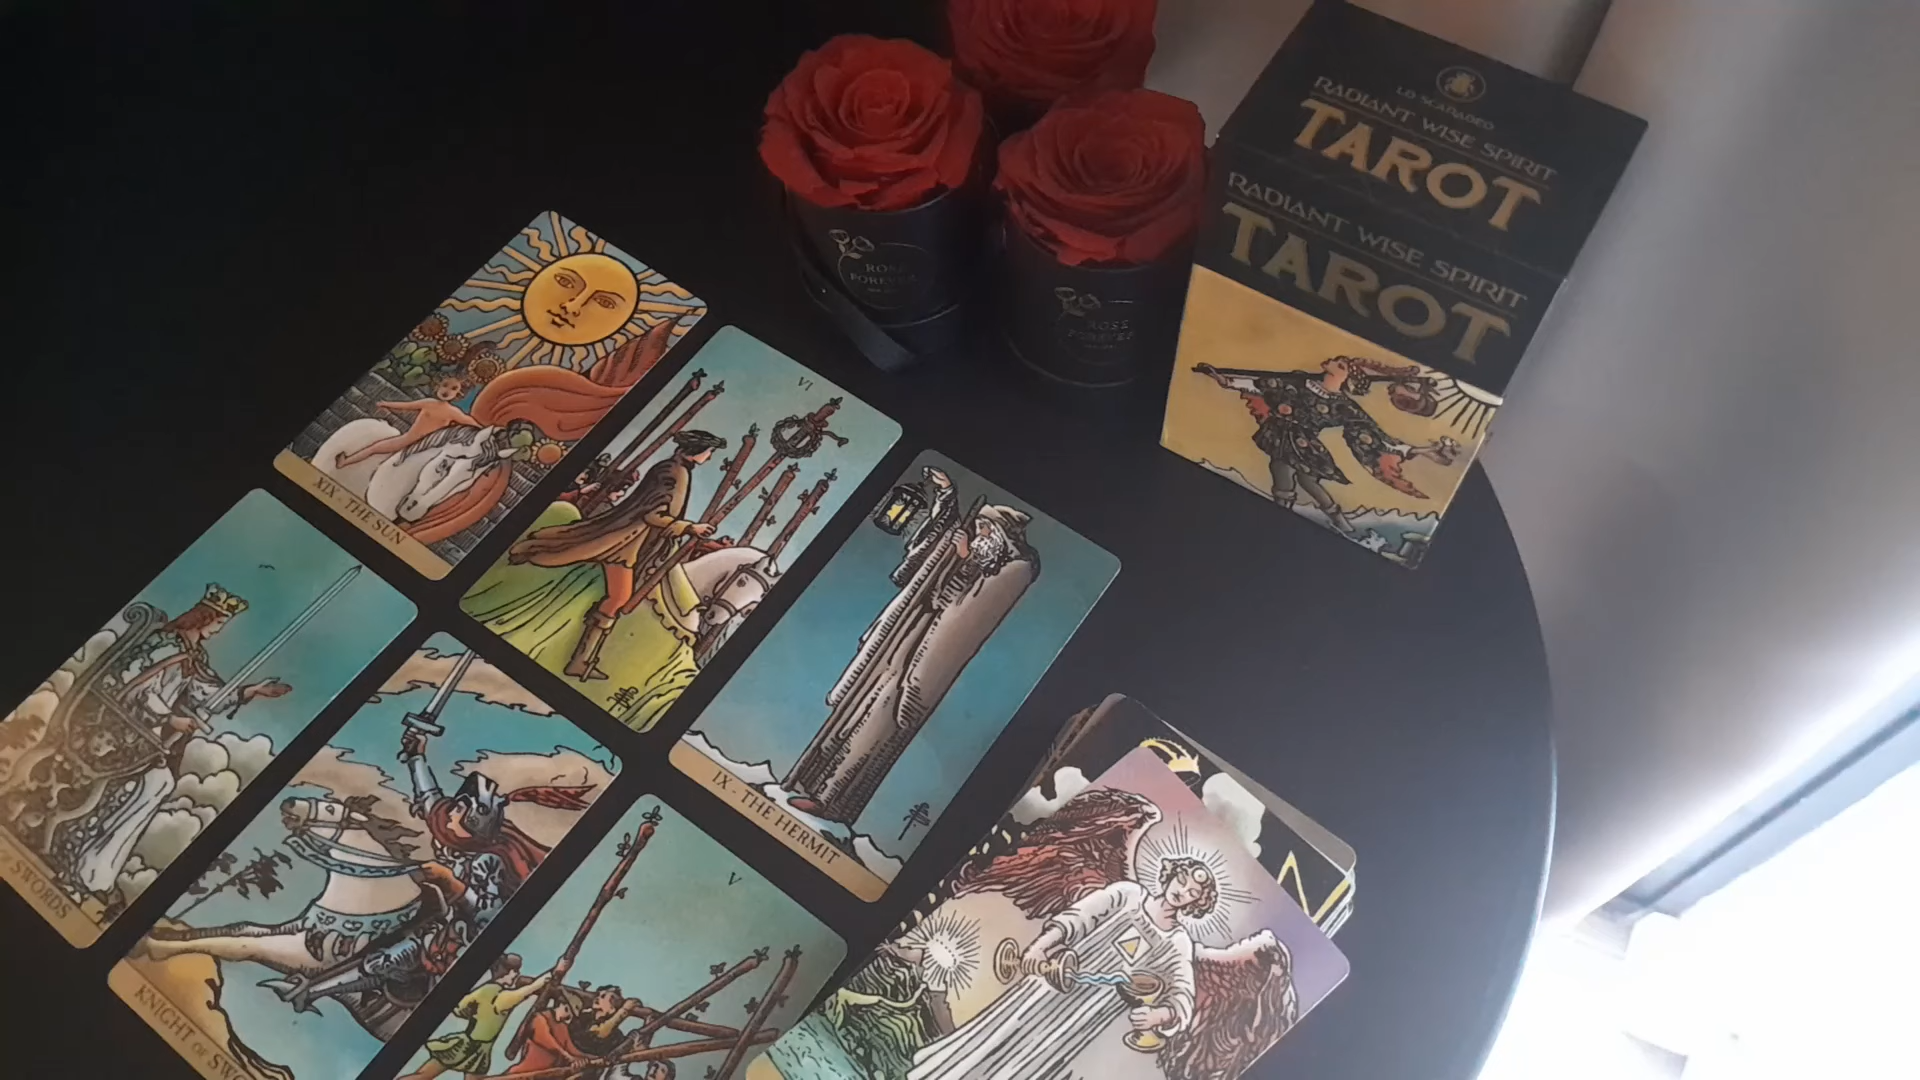 LO SCARABEO
RADIANT WISE SPIRIT
TAROT
RADIANT WISE SPIRIT
TAROT
ROSE
FOREVER
ROSE
FOREVER
XIX - THE SUN
VI
IX - THE HERMIT
SWORDS
KNIGHT OF SWO
V